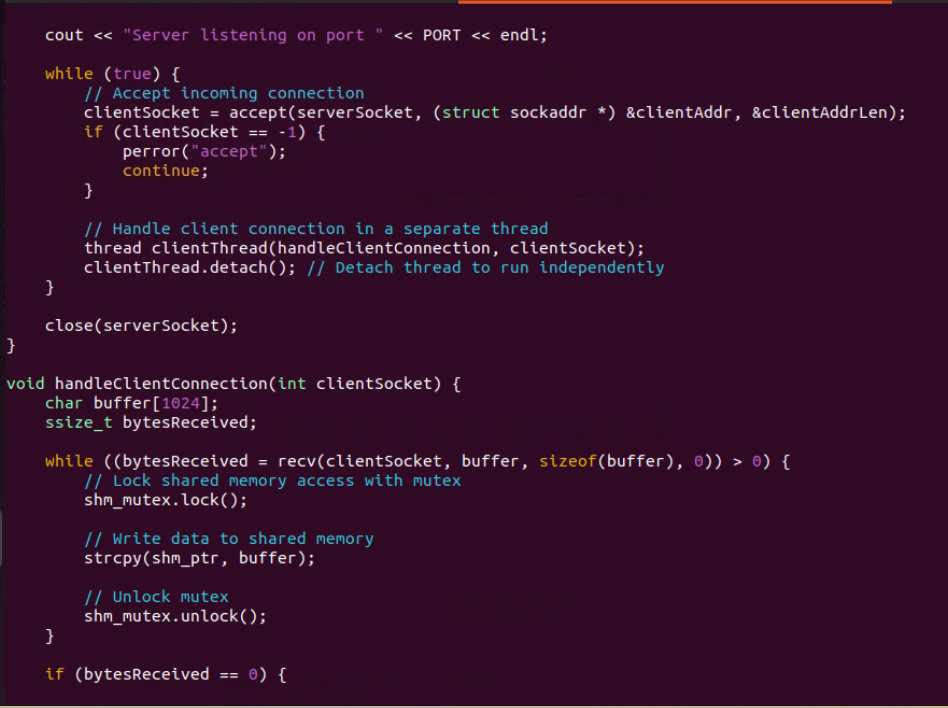 cout << "Server listening on port " << PORT << endl;
while (true) {
// Accept incoming connection
clientSocket = accept(serverSocket, (struct sockaddr *) &clientAddr, &clientAddrLen);
if (clientSocket == -1) {
perror("accept");
continue;
}
// Handle client connection in a separate thread
thread clientThread(handleClientConnection, clientSocket);
clientThread.detach(); // Detach thread to run independently
}
close(serverSocket);
}
void handleClientConnection(int clientSocket) {
char buffer[1024];
ssize_t bytesReceived;
while ((bytesReceived = recv(clientSocket, buffer, sizeof(buffer), 0)) > 0) {
// Lock shared memory access with mutex
shm_mutex.lock();
// Write data to shared memory
strcpy(shm_ptr, buffer);
// Unlock mutex
shm_mutex.unlock();
}
if (bytesReceived == 0) {